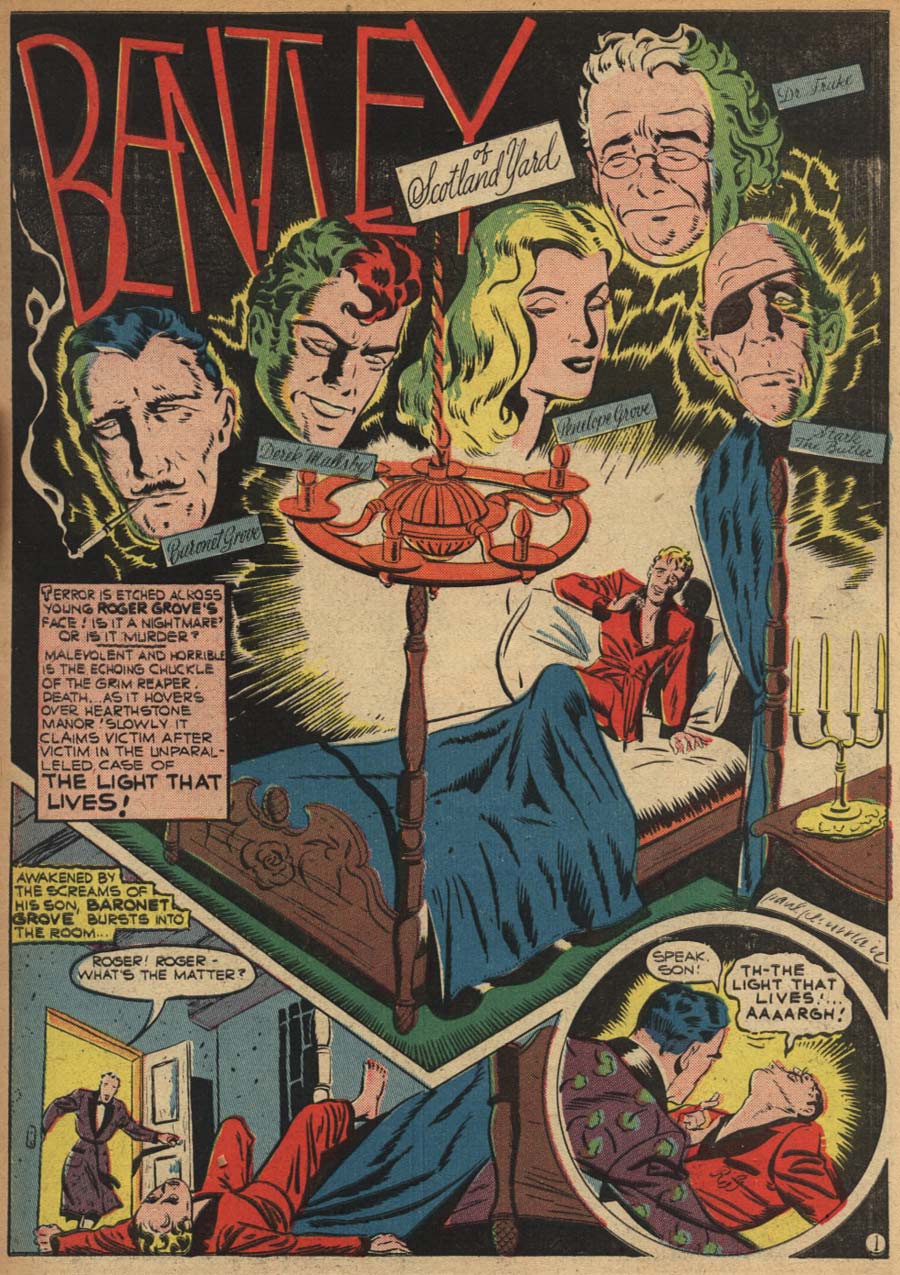 BENTLEY
of
Scotland Yard
Dr. Fruke
Baronet Grove
Derek Mallsby
Penelope Grove
Stark
The Butler
TERROR IS ETCHED ACROSS
YOUNG ROGER GROVE'S
FACE! IS IT A NIGHTMARE?
OR IS IT MURDER?
MALEVOLENT AND HORRIBLE
IS THE ECHOING CHUCKLE
OF THE GRIM REAPER,
DEATH...AS IT HOVERS
OVER HEARTHSTONE
MANOR! SLOWLY IT
CLAIMS VICTIM AFTER
VICTIM IN THE UNPARAL-
LELED CASE OF
THE LIGHT THAT
LIVES!
AWAKENED BY
THE SCREAMS OF
HIS SON, BARONET
GROVE BURSTS INTO
THE ROOM...
ROGER! ROGER -
WHAT'S THE MATTER?
SPEAK,
SON!
TH-THE
LIGHT THAT
LIVES!...
AAAARGH!
RG
1